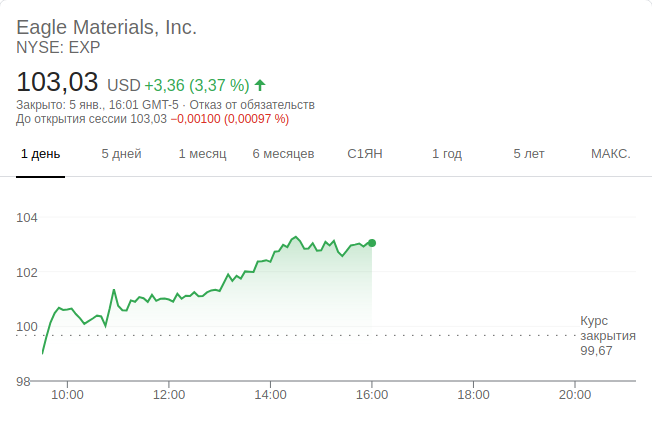 Eagle Materials, Inc.
NYSE: EXP
103,03 USD +3,36 (3,37 %)
Закрыто: 5 янв., 16:01 GMT-5 · Отказ от обязательств
До открытия сессии 103,03 −0,00100 (0,00097 %)
1 день 5 дней 1 месяц 6 месяцев С1ЯН 1 год 5 лет МАКС.
104
102
100
98
Курс
закрытия
99,67
10:00 12:00 14:00 16:00 18:00 20:00